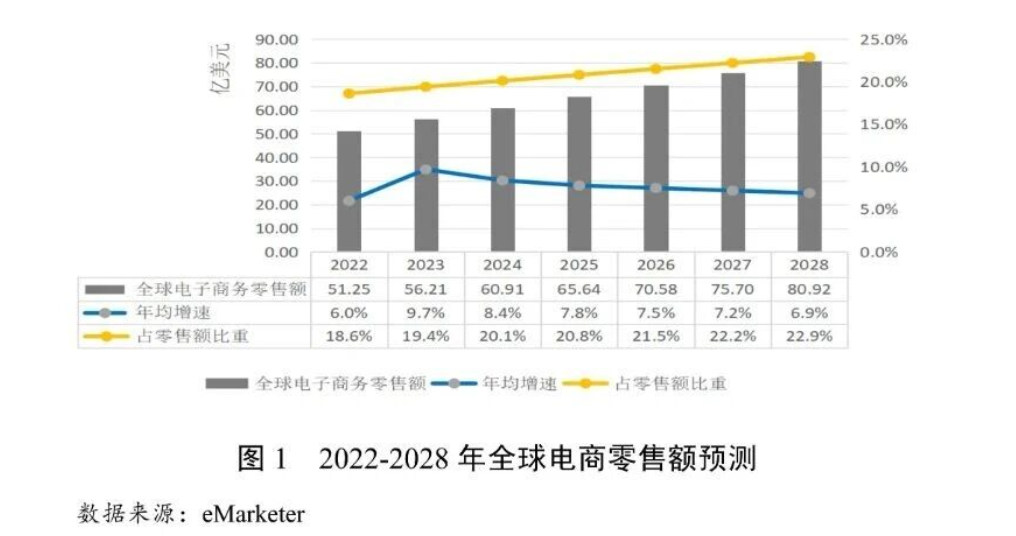 亿美元
90.00 25.0%
80.00 20.0%
70.00
60.00 15.0%
50.00
40.00 10.0%
30.00
20.00 5.0%
10.00
0.00 0.0%
2022 2023 2024 2025 2026 2027 2028
全球电子商务零售额 51.25 56.21 60.91 65.64 70.58 75.70 80.92
年均增速 6.0% 9.7% 8.4% 7.8% 7.5% 7.2% 6.9%
占零售额比重 18.6% 19.4% 20.1% 20.8% 21.5% 22.2% 22.9%
全球电子商务零售额 年均增速 占零售额比重
图 1 2022-2028 年全球电商零售额预测
数据来源：eMarketer